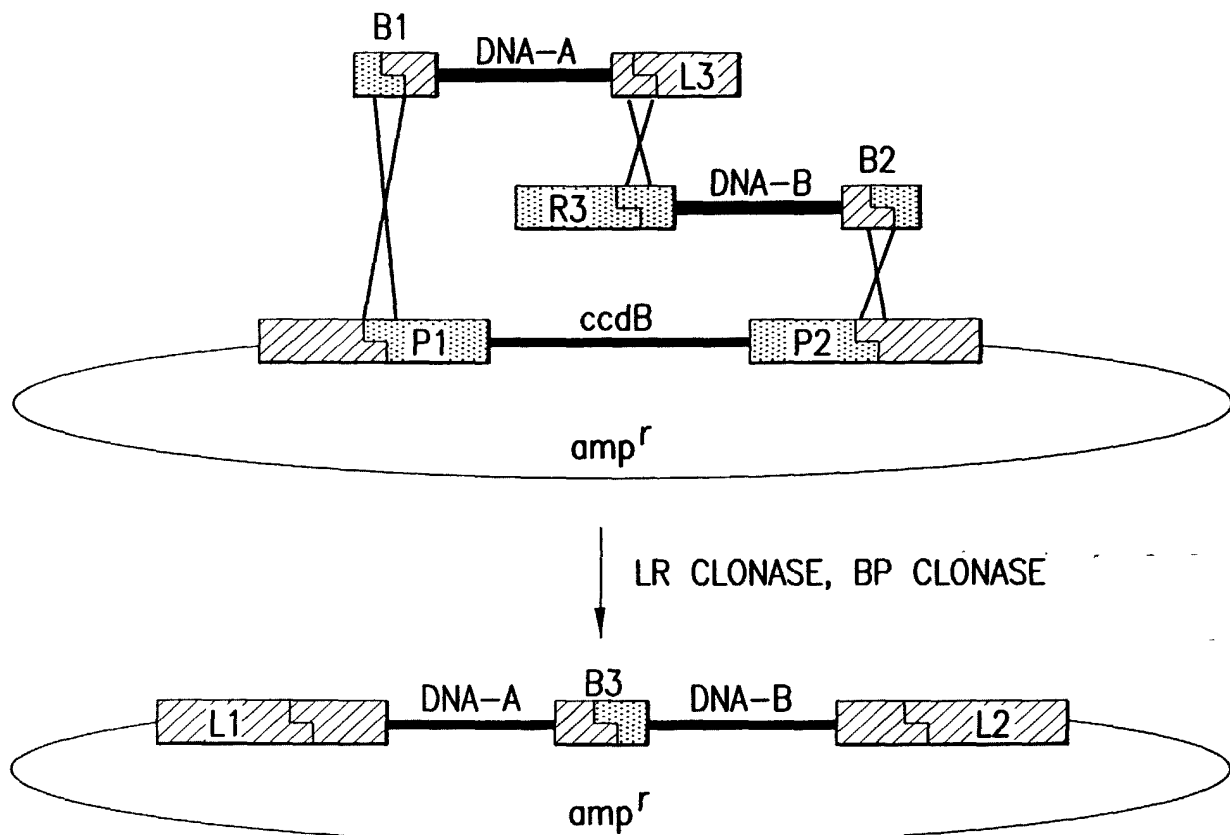 B1
DNA-A
L3
R3
DNA-B
B2
P1
ccdB
P2
amp^r
LR CLONASE, BP CLONASE
L1
DNA-A
B3
DNA-B
L2
amp^r